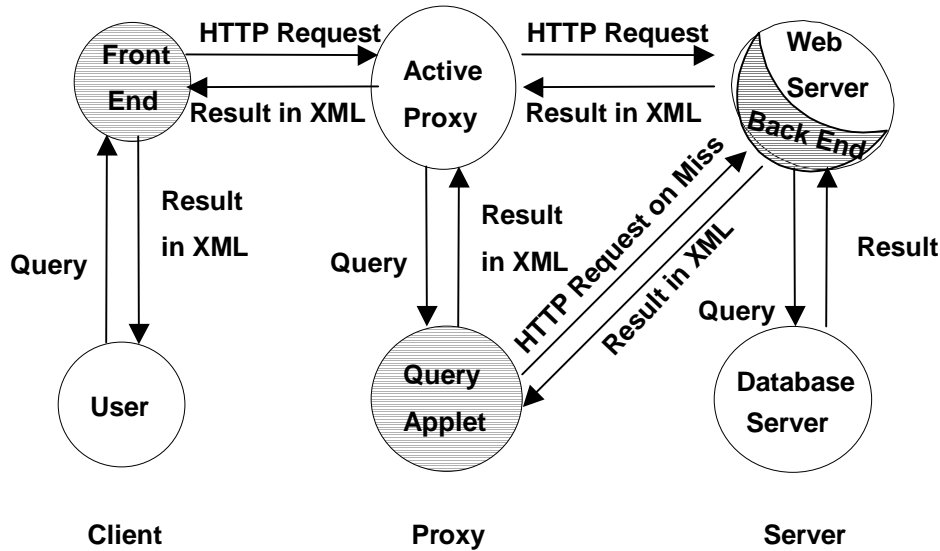 HTTP Request
HTTP Request
Front
End
Active
Proxy
Web
Server
Back End
Result in XML
Result in XML
Query
Result
in XML
Query
Result
in XML
HTTP Request on Miss
Result in XML
Query
Result
User
Query
Applet
Database
Server
Client
Proxy
Server